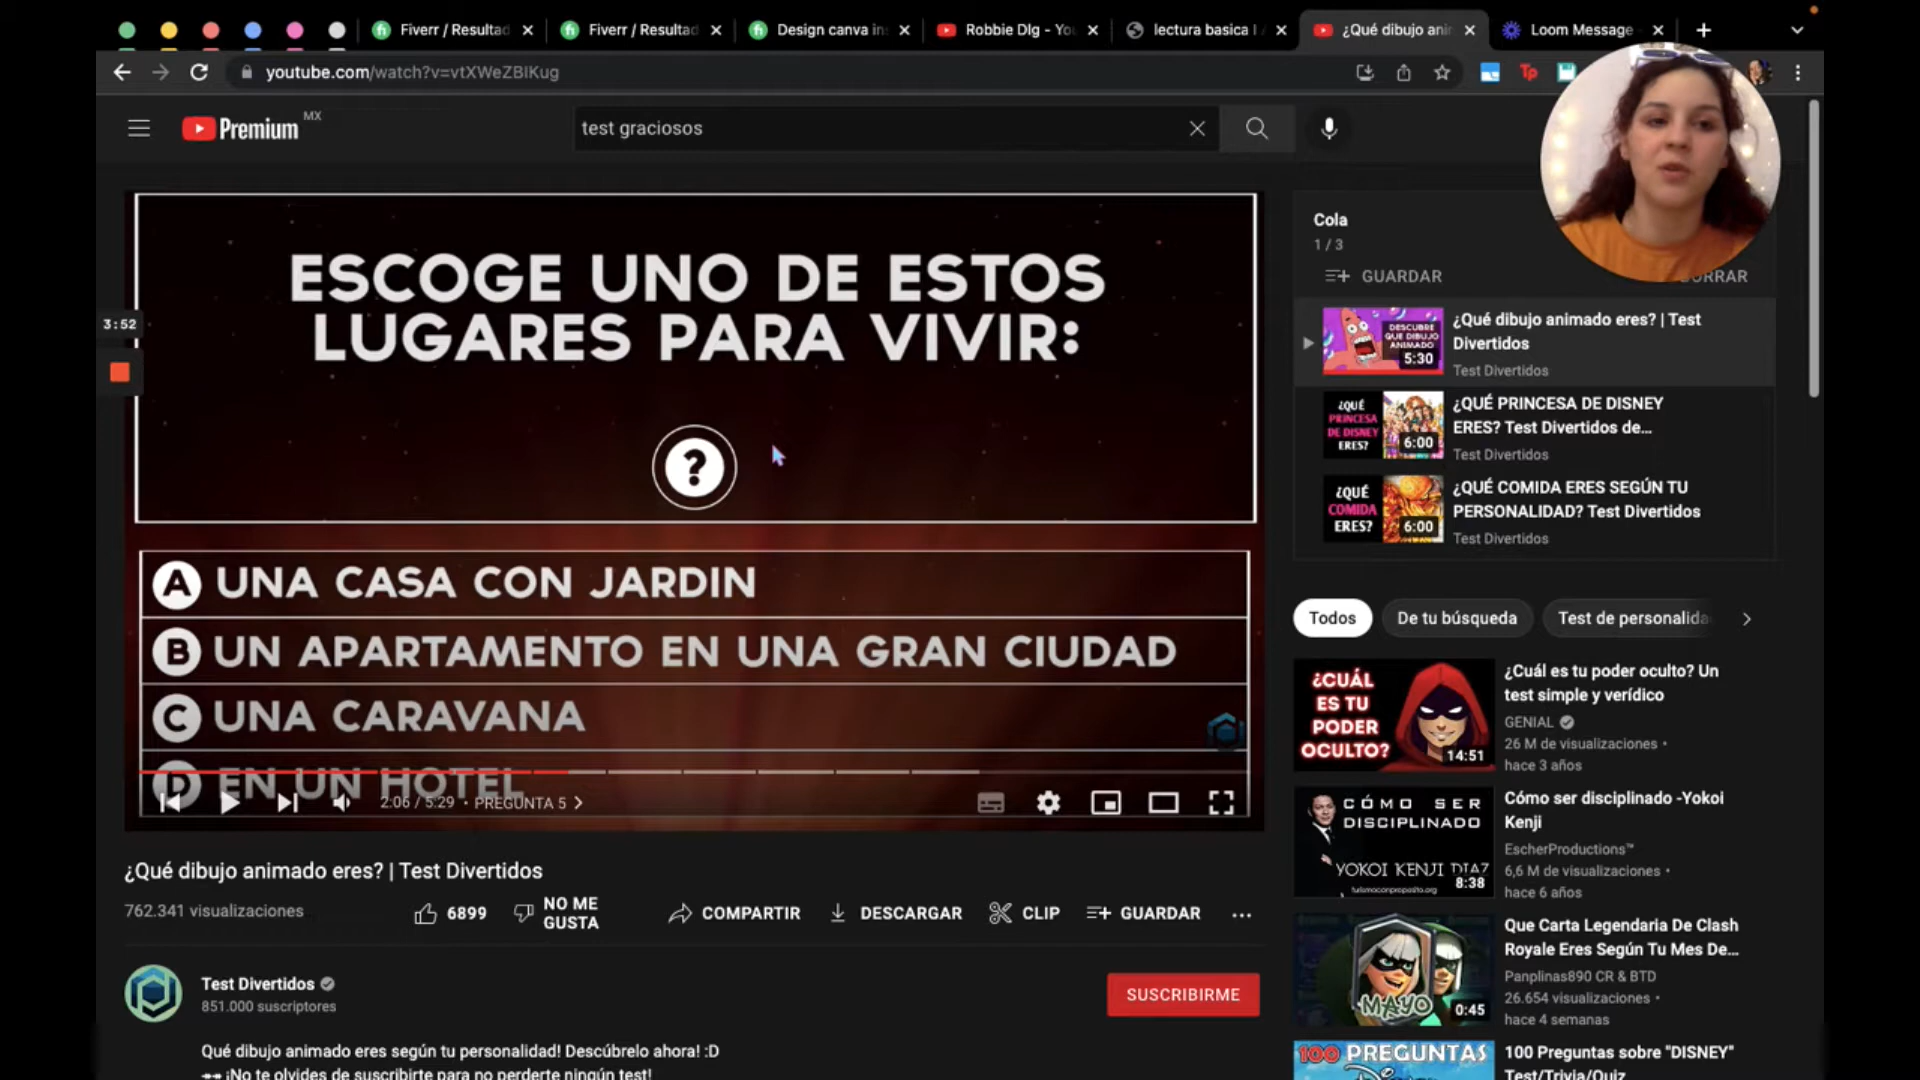 Fiverr / Resultad
Fiverr / Resultad
Design canva in
Robbie Dlg - Yo
lectura basica I /
¿Qué dibujo ani
Loom Message
youtube.com/watch?v=vtXWeZBlKug
Tp
Premium
MX
test graciosos
ESCOGE UNO DE ESTOS
LUGARES PARA VIVIR:
?
A UNA CASA CON JARDIN
B UN APARTAMENTO EN UNA GRAN CIUDAD
C UNA CARAVANA
D EN UN HOTEL
3:52
2:06 / 5:29 • PREGUNTA 5
¿Qué dibujo animado eres? | Test Divertidos
762.341 visualizaciones
6899
NO ME
GUSTA
COMPARTIR
DESCARGAR
CLIP
GUARDAR
Test Divertidos
851.000 suscriptores
SUSCRIBIRME
Qué dibujo animado eres según tu personalidad! Descúbrelo ahora! :D
¡No te olvides de suscribirte para no perderte ningún test!
Cola
1 / 3
GUARDAR
DESCUBRE
QUE DIBUJO
ANIMADO
5:30
¿Qué dibujo animado eres? | Test
Divertidos
Test Divertidos
¿QUÉ
PRINCESA
DE DISNEY
ERES?
6:00
¿QUÉ PRINCESA DE DISNEY
ERES? Test Divertidos de...
Test Divertidos
¿QUÉ
COMIDA
ERES?
6:00
¿QUÉ COMIDA ERES SEGÚN TU
PERSONALIDAD? Test Divertidos
Test Divertidos
Todos
De tu búsqueda
Test de personalida
¿CUÁL
ES TU
PODER
OCULTO?
14:51
¿Cuál es tu poder oculto? Un
test simple y verídico
GENIAL
26 M de visualizaciones •
hace 3 años
CÓMO SER
DISCIPLINADO
YOKOI KENJI DIAZ
turismoconproposito.org
8:38
Cómo ser disciplinado -Yokoi
Kenji
EscherProductions™
6,6 M de visualizaciones •
hace 6 años
MAYO
0:45
Que Carta Legendaria De Clash
Royale Eres Según Tu Mes De...
Panplinas890 CR & BTD
26.654 visualizaciones •
hace 4 semanas
100 PREGUNTAS
100 Preguntas sobre "DISNEY"
Test/Trivia/Quiz